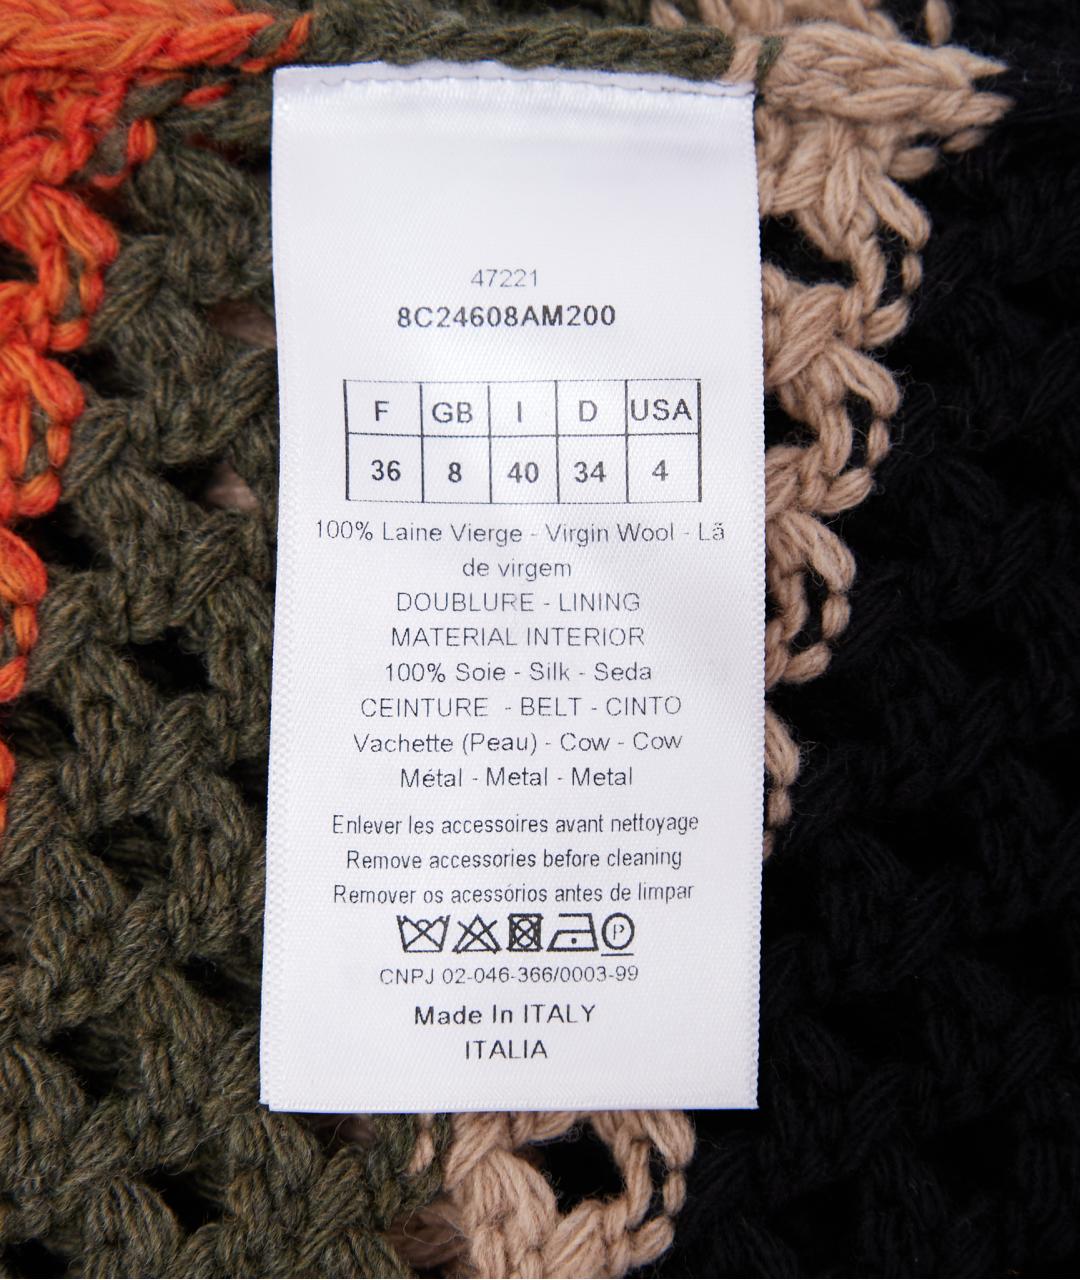 47221
8C24608AM200
F GB I D USA
36 8 40 34 4
100% Laine Vierge - Virgin Wool - Lã
de virgem
DOUBLURE - LINING
MATERIAL INTERIOR
100% Soie - Silk - Seda
CEINTURE - BELT - CINTO
Vachette (Peau) - Cow - Cow
Métal - Metal - Metal
Enlever les accessoires avant nettoyage
Remove accessories before cleaning
Remover os acessórios antes de limpar
P
CNPJ 02-046-366/0003-99
Made In ITALY
ITALIA